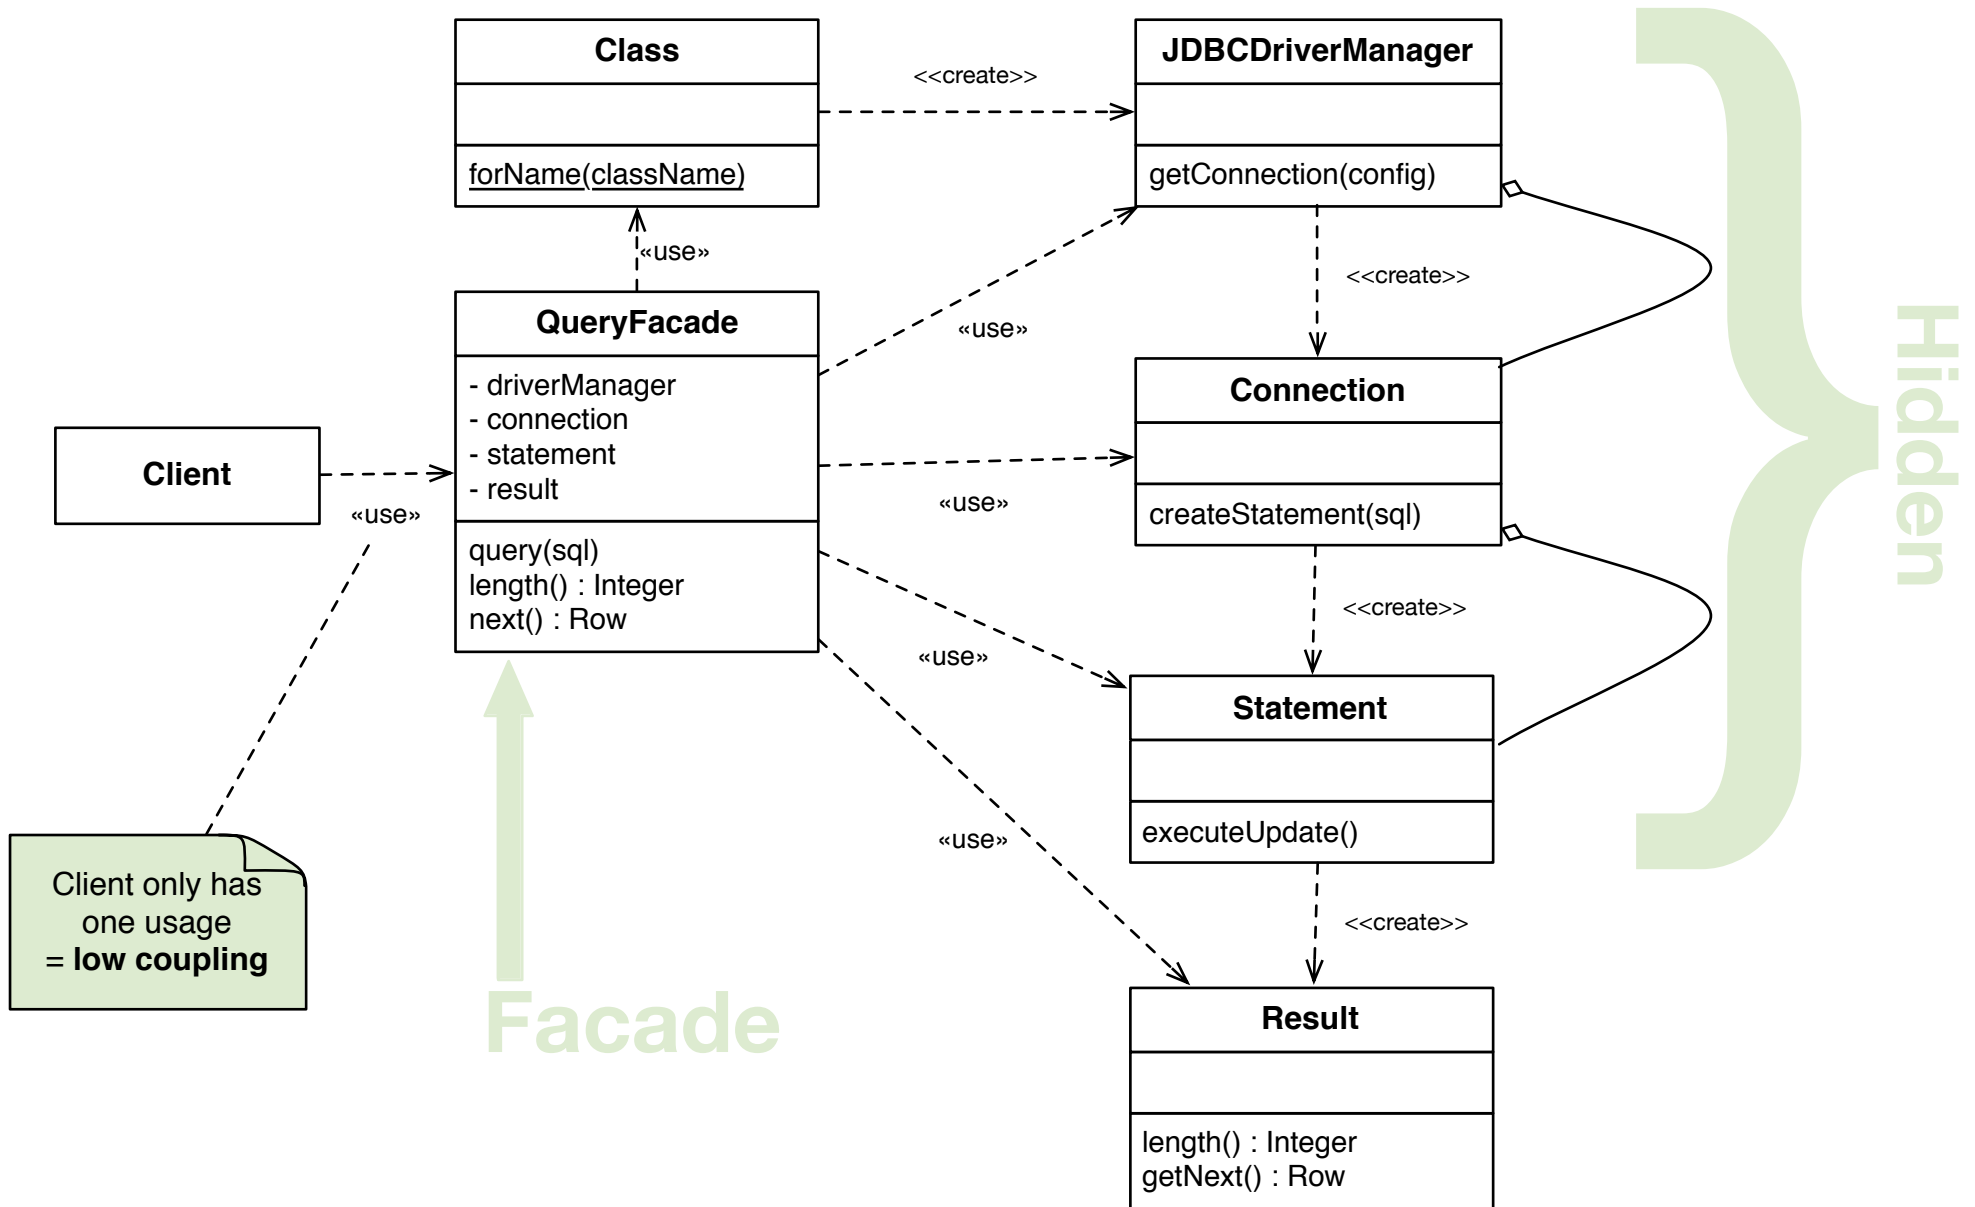 Class
forName(className)
<<create>>
JDBCDriverManager
getConnection(config)
«use»
QueryFacade
- driverManager
- connection
- statement
- result
query(sql)
length() : Integer
next() : Row
«use»
<<create>>
Client
«use»
Connection
createStatement(sql)
«use»
<<create>>
«use»
Statement
executeUpdate()
«use»
<<create>>
Result
length() : Integer
getNext() : Row
Client only has
one usage
= low coupling
Facade
Hidden